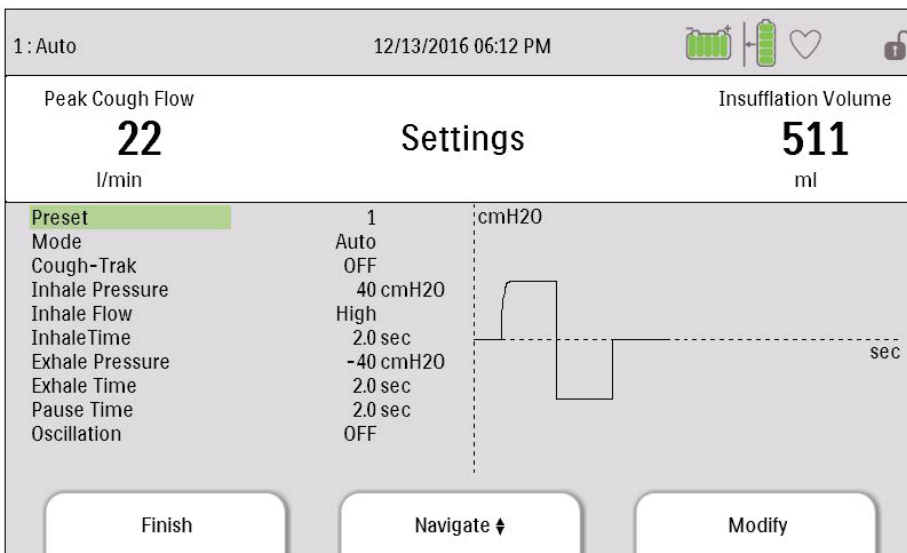 1 : Auto 12/13/2016 06:12 PM
Peak Cough Flow
22
l/min
Settings
Insufflation Volume
511
ml
Preset 1
Mode Auto
Cough-Trak OFF
Inhale Pressure 40 cmH2O
Inhale Flow High
InhaleTime 2.0 sec
Exhale Pressure -40 cmH2O
Exhale Time 2.0 sec
Pause Time 2.0 sec
Oscillation OFF
cmH2O
sec
Finish Navigate Modify